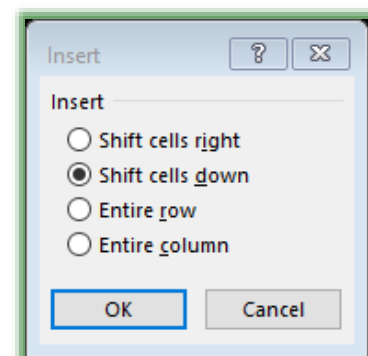 Insert
Insert
Shift cells right
Shift cells down
Entire row
Entire column
OK Cancel